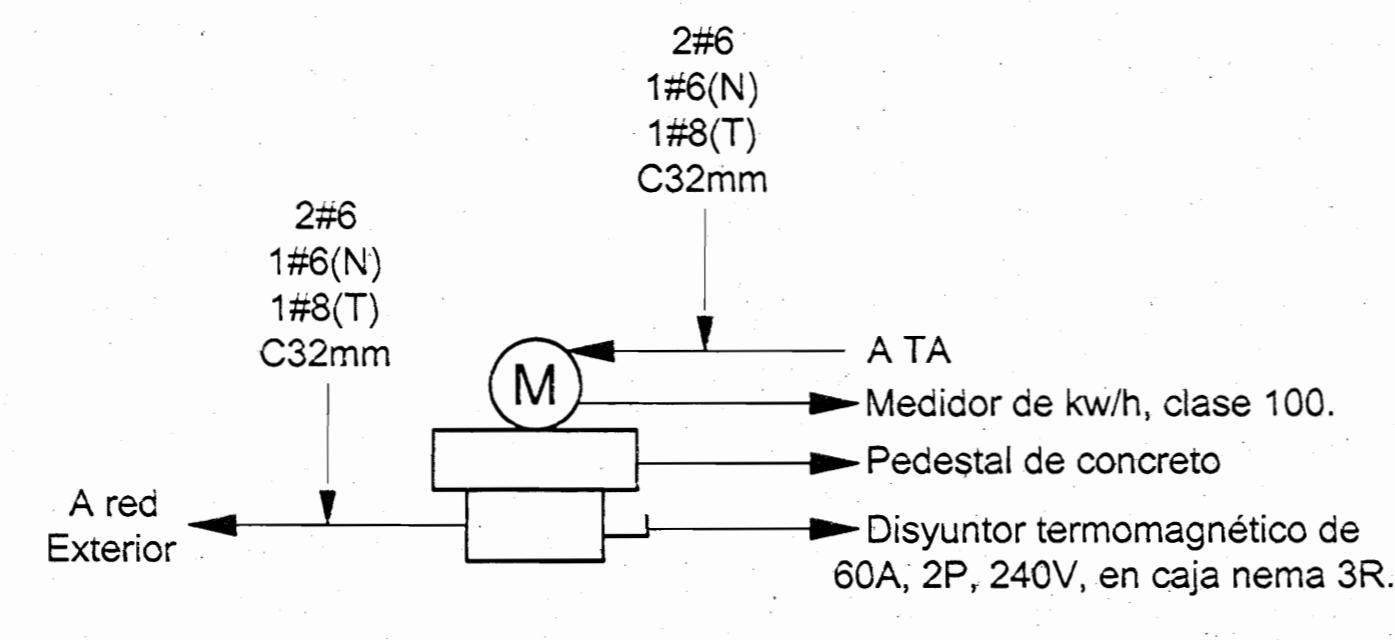 2#6
1#6(N)
1#8(T)
C32mm
2#6
1#6(N)
1#8(T)
C32mm
A TA
M
Medidor de kw/h, clase 100.
Pedestal de concreto
A red
Exterior
Disyuntor termomagnético de
60A, 2P, 240V, en caja nema 3R.